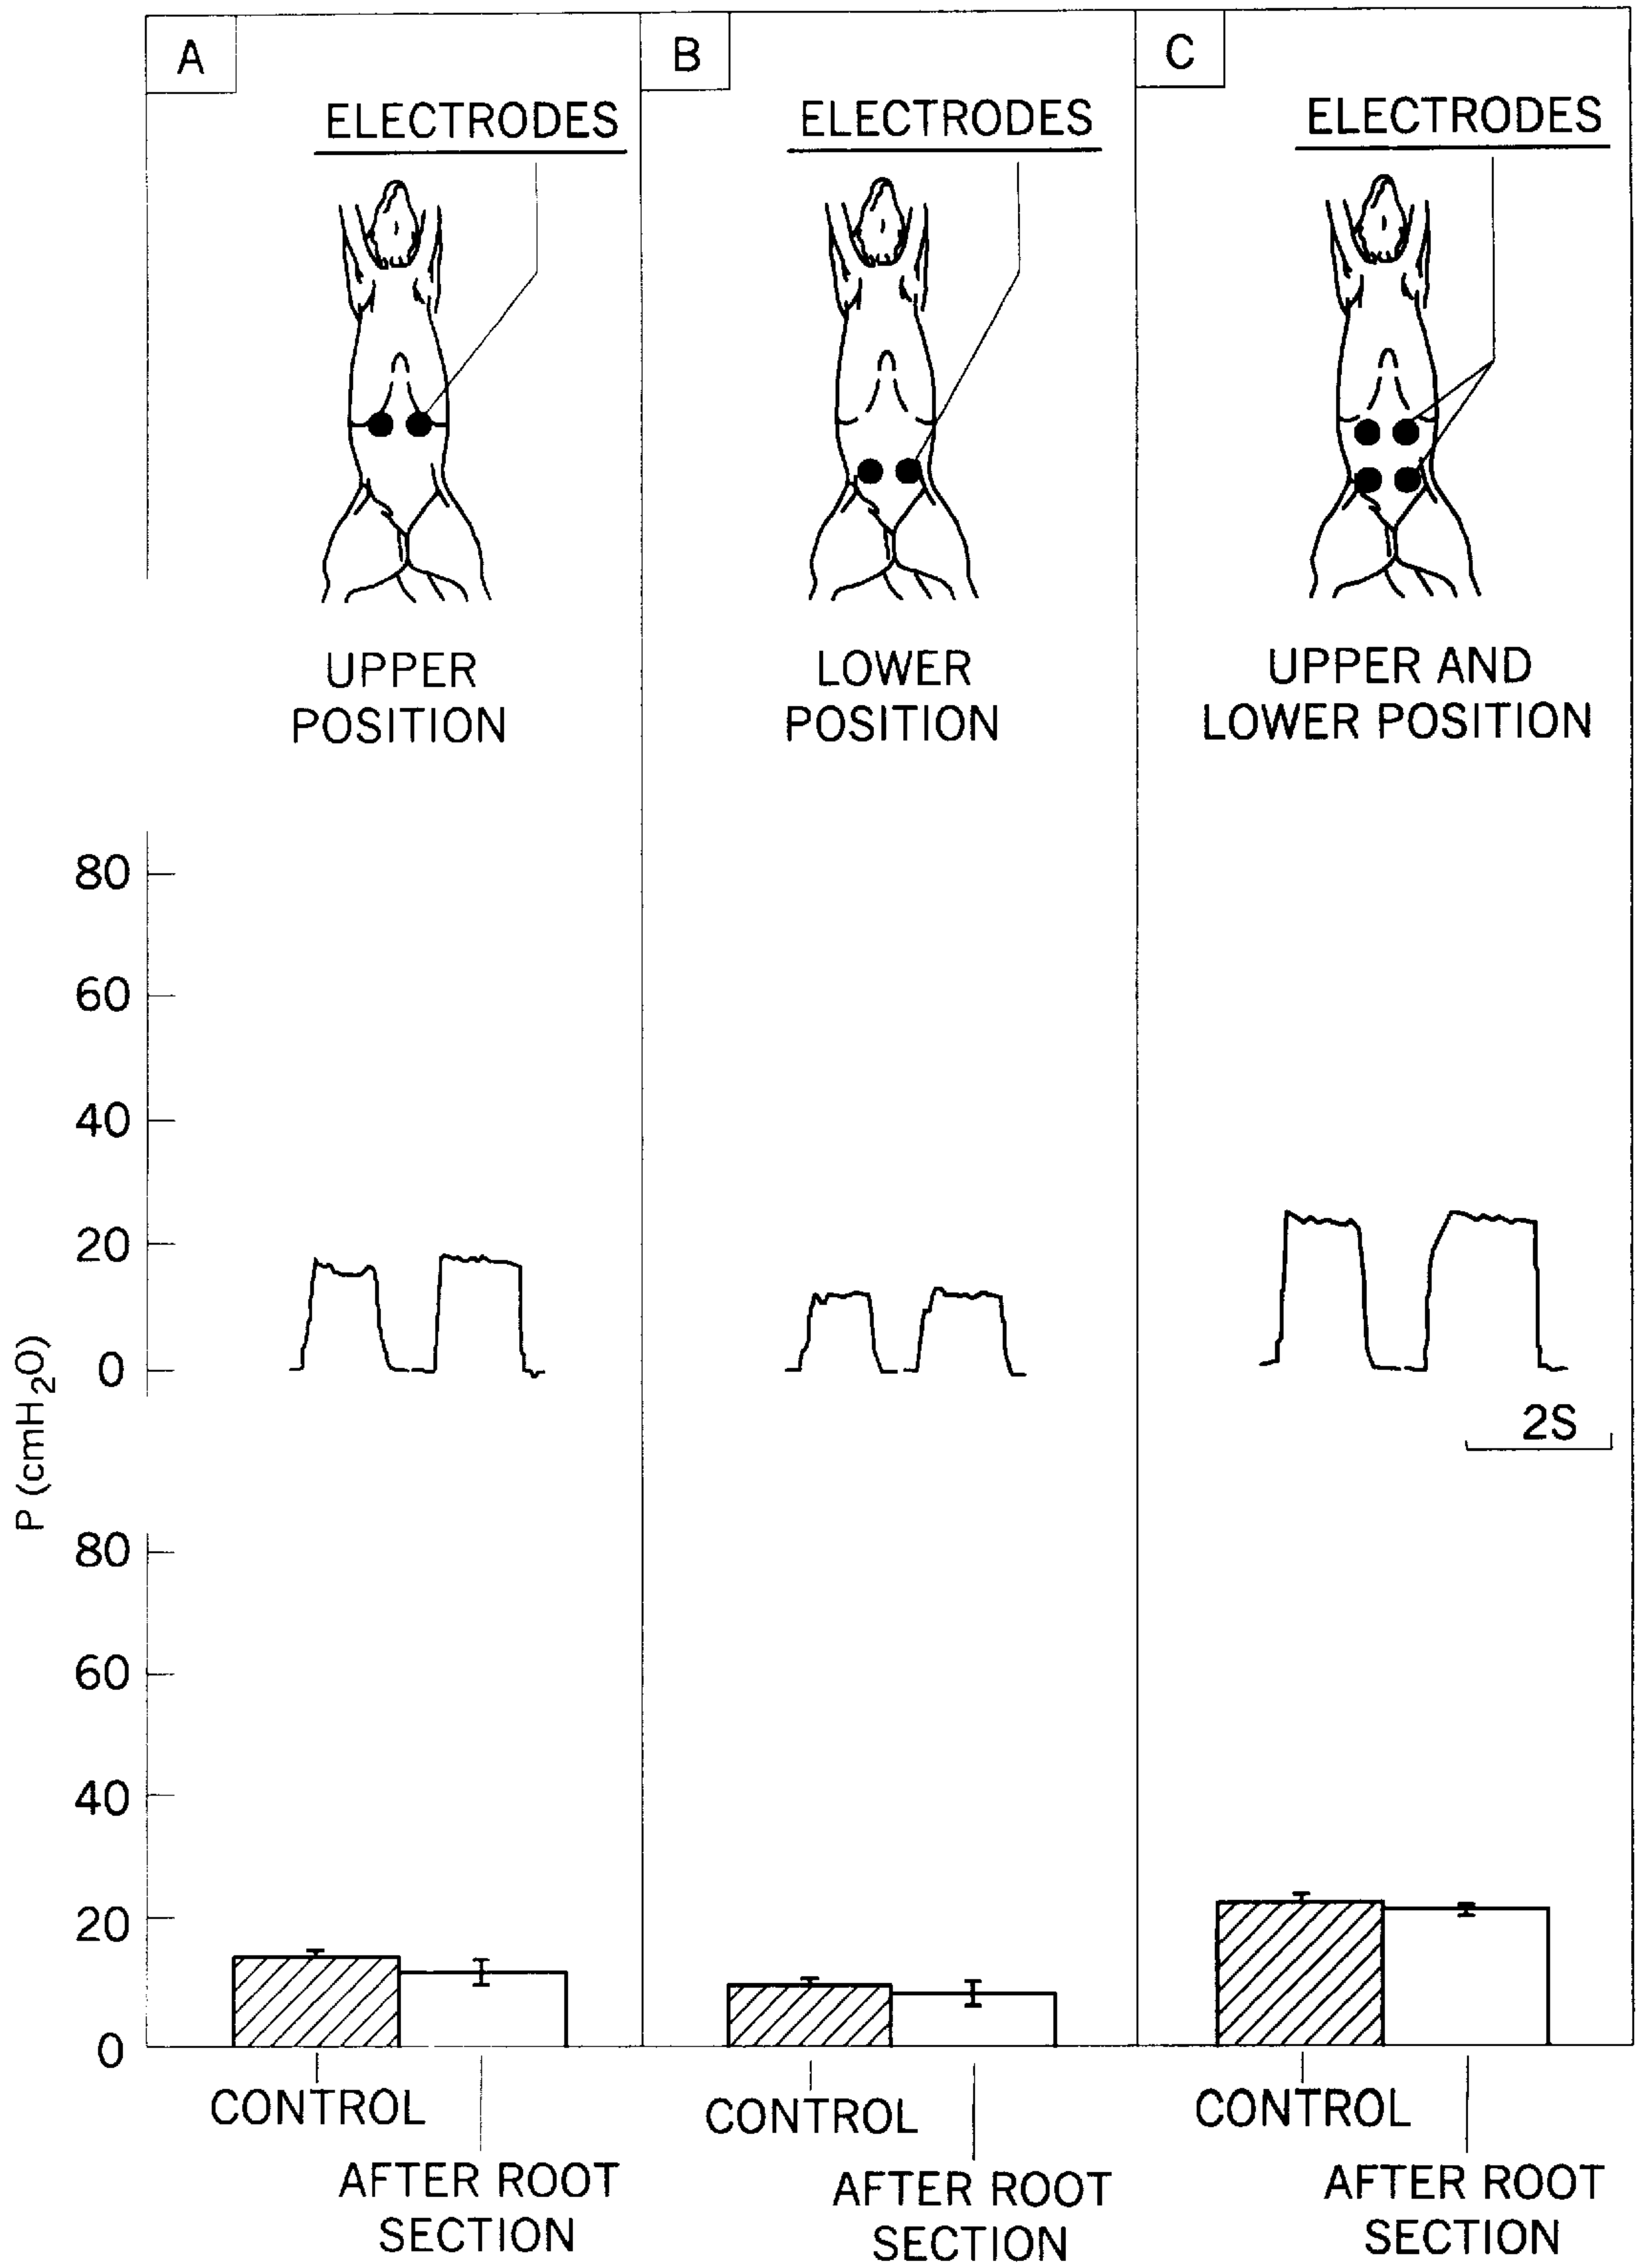 A
ELECTRODES
UPPER
POSITION
B
ELECTRODES
LOWER
POSITION
C
ELECTRODES
UPPER AND
LOWER POSITION
P (cmH2O)
80
60
40
20
0
2S
80
60
40
20
0
CONTROL
AFTER ROOT
SECTION
CONTROL
AFTER ROOT
SECTION
CONTROL
AFTER ROOT
SECTION